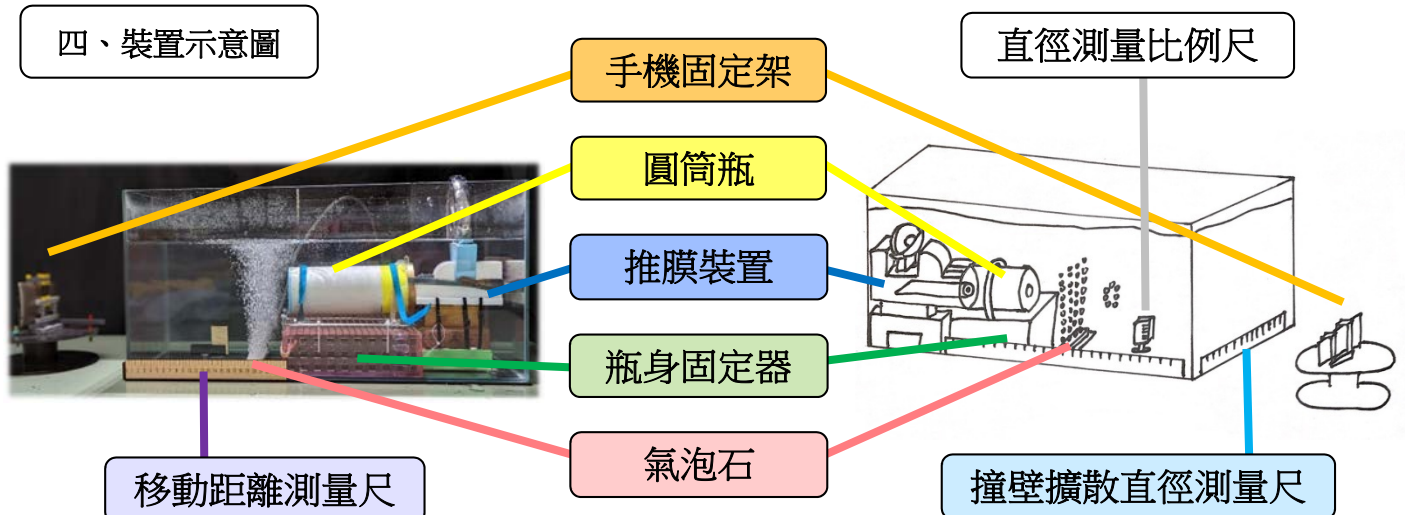 四、裝置示意圖
手機固定架
直徑測量比例尺
圓筒瓶
推膜裝置
瓶身固定器
氣泡石
移動距離測量尺
撞壁擴散直徑測量尺